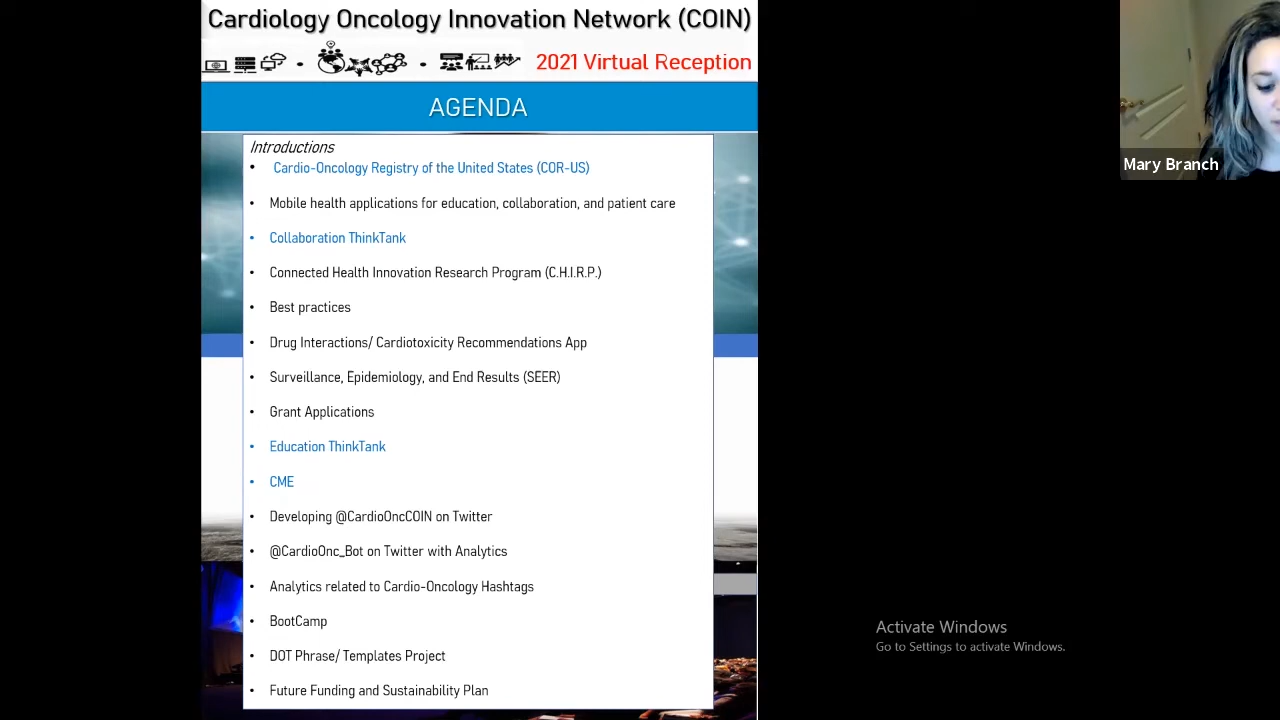 Cardiology Oncology Innovation Network (COIN)
2021 Virtual Reception
AGENDA
Introductions
• Cardio-Oncology Registry of the United States (COR-US)
• Mobile health applications for education, collaboration, and patient care
• Collaboration ThinkTank
• Connected Health Innovation Research Program (C.H.I.R.P.)
• Best practices
• Drug Interactions/ Cardiotoxicity Recommendations App
• Surveillance, Epidemiology, and End Results (SEER)
• Grant Applications
• Education ThinkTank
• CME
• Developing @CardioOncCOIN on Twitter
• @CardioOnc_Bot on Twitter with Analytics
• Analytics related to Cardio-Oncology Hashtags
• BootCamp
• DOT Phrase/ Templates Project
• Future Funding and Sustainability Plan
Mary Branch
Activate Windows
Go to Settings to activate Windows.